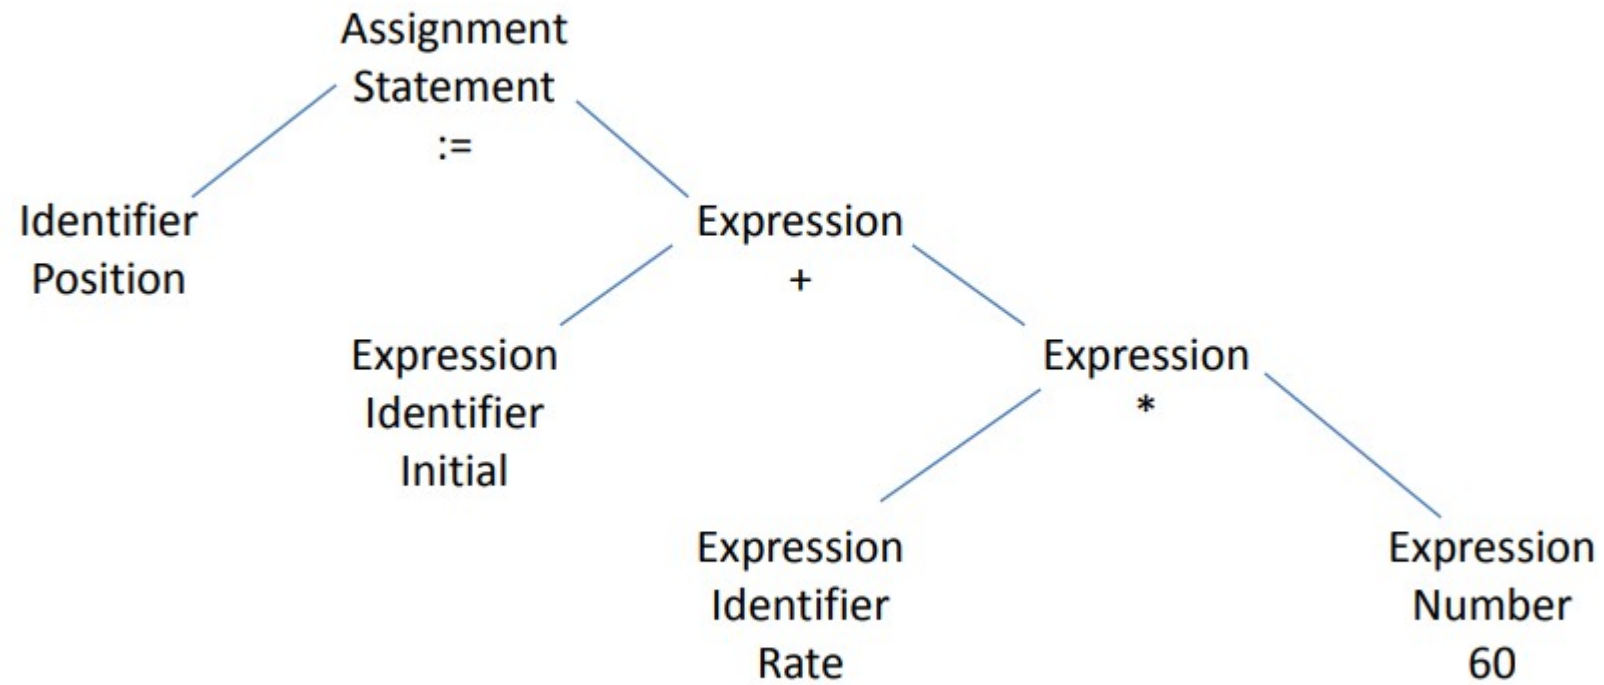 Assignment
Statement
:=
Identifier
Position
Expression
+
Expression
Identifier
Initial
Expression
*
Expression
Identifier
Rate
Expression
Number
60